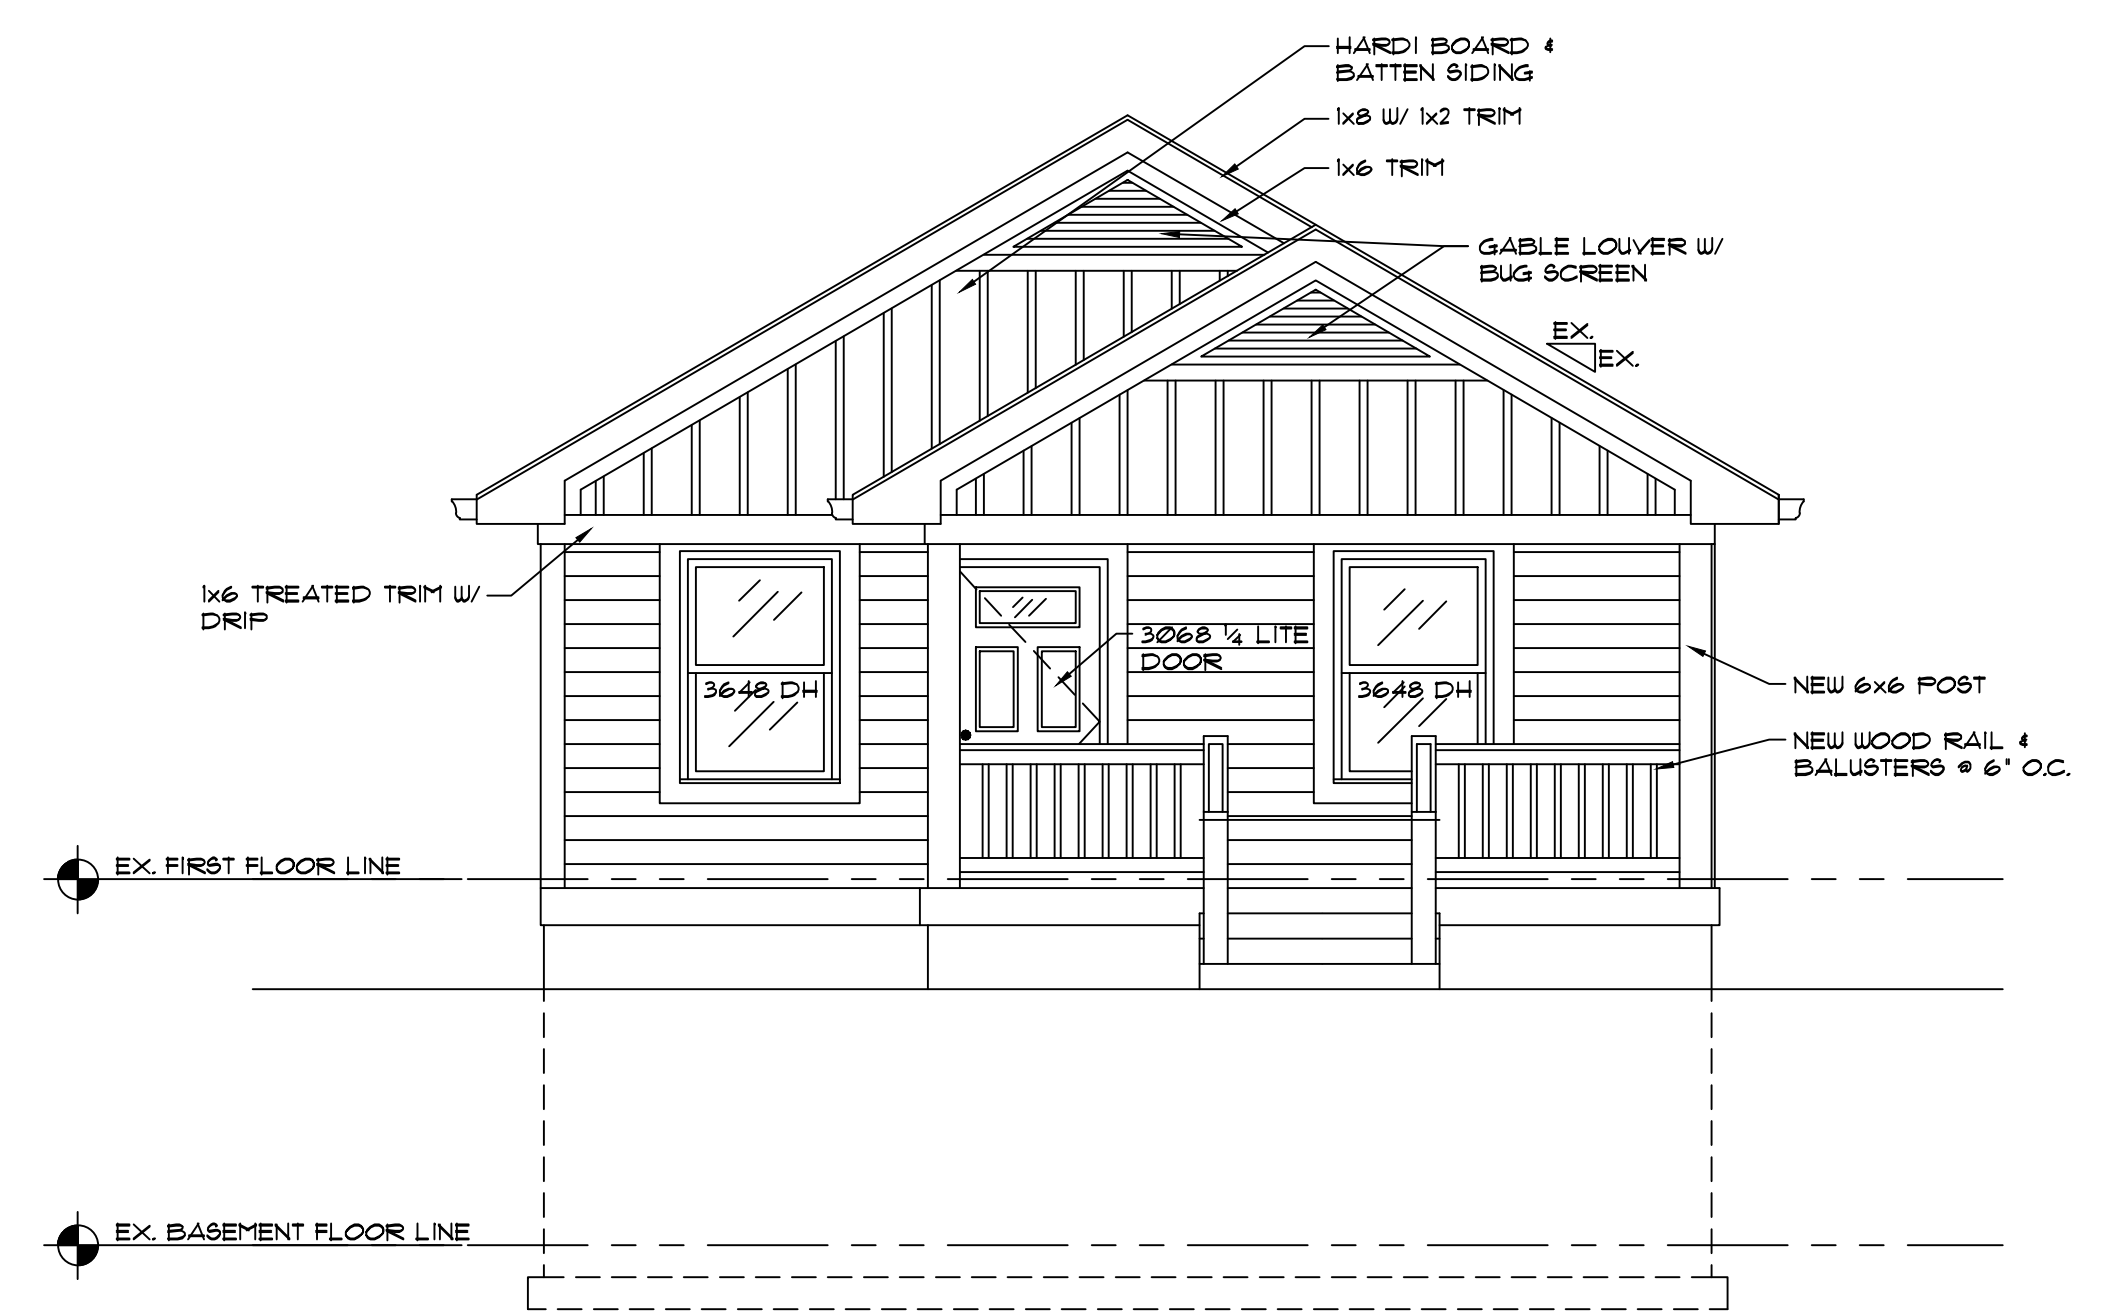 HARDI BOARD &
BATTEN SIDING
1x8 W/ 1x2 TRIM
1x6 TRIM
GABLE LOUVER W/
BUG SCREEN
EX.
EX.
1x6 TREATED TRIM W/
DRIP
3068 1/4 LITE
DOOR
3648 DH
3648 DH
NEW 6x6 POST
NEW WOOD RAIL &
BALUSTERS @ 6" O.C.
EX. FIRST FLOOR LINE
EX. BASEMENT FLOOR LINE